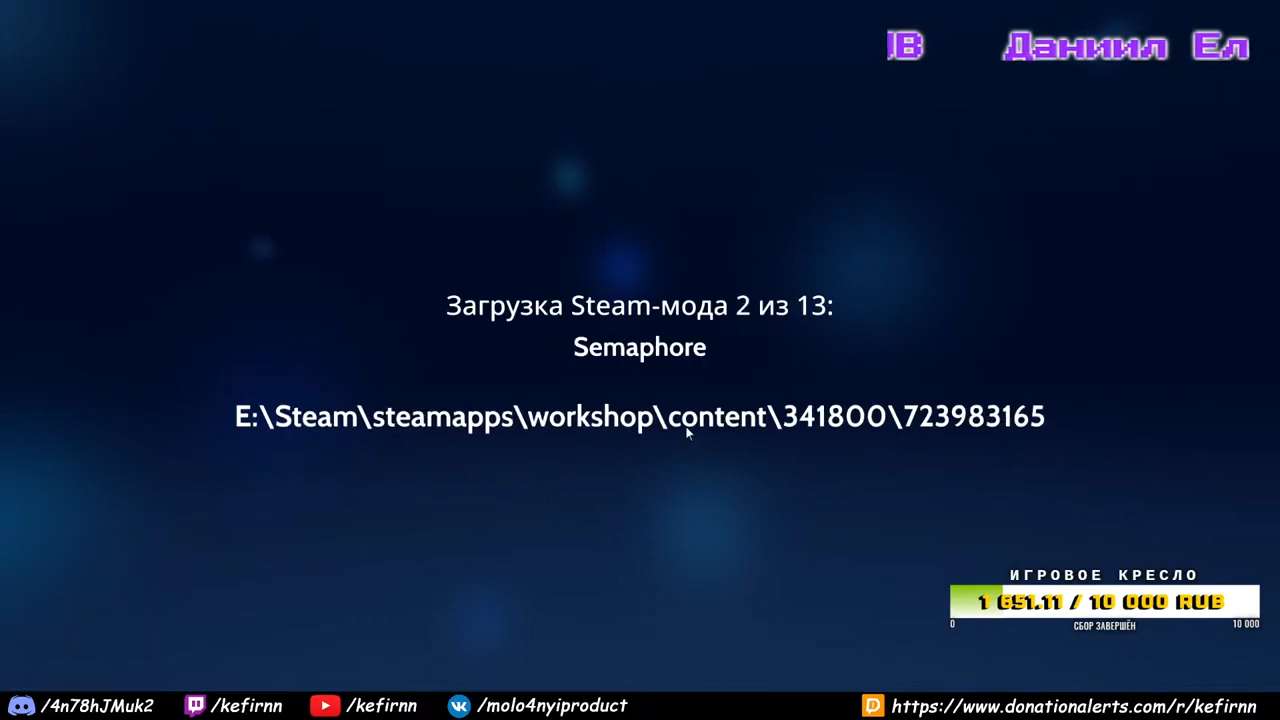 IB Даниил Ел
Загрузка Steam-мода 2 из 13:
Semaphore
E:\Steam\steamapps\workshop\content\341800\723983165
ИГРОВОЕ КРЕСЛО
1 651.11 / 10 000 RUB
0 СБОР ЗАВЕРШЁН 10 000
/4n78hJMuk2 /kefirnn /kefirnn /molo4nyiproduct https://www.donationalerts.com/r/kefirnn